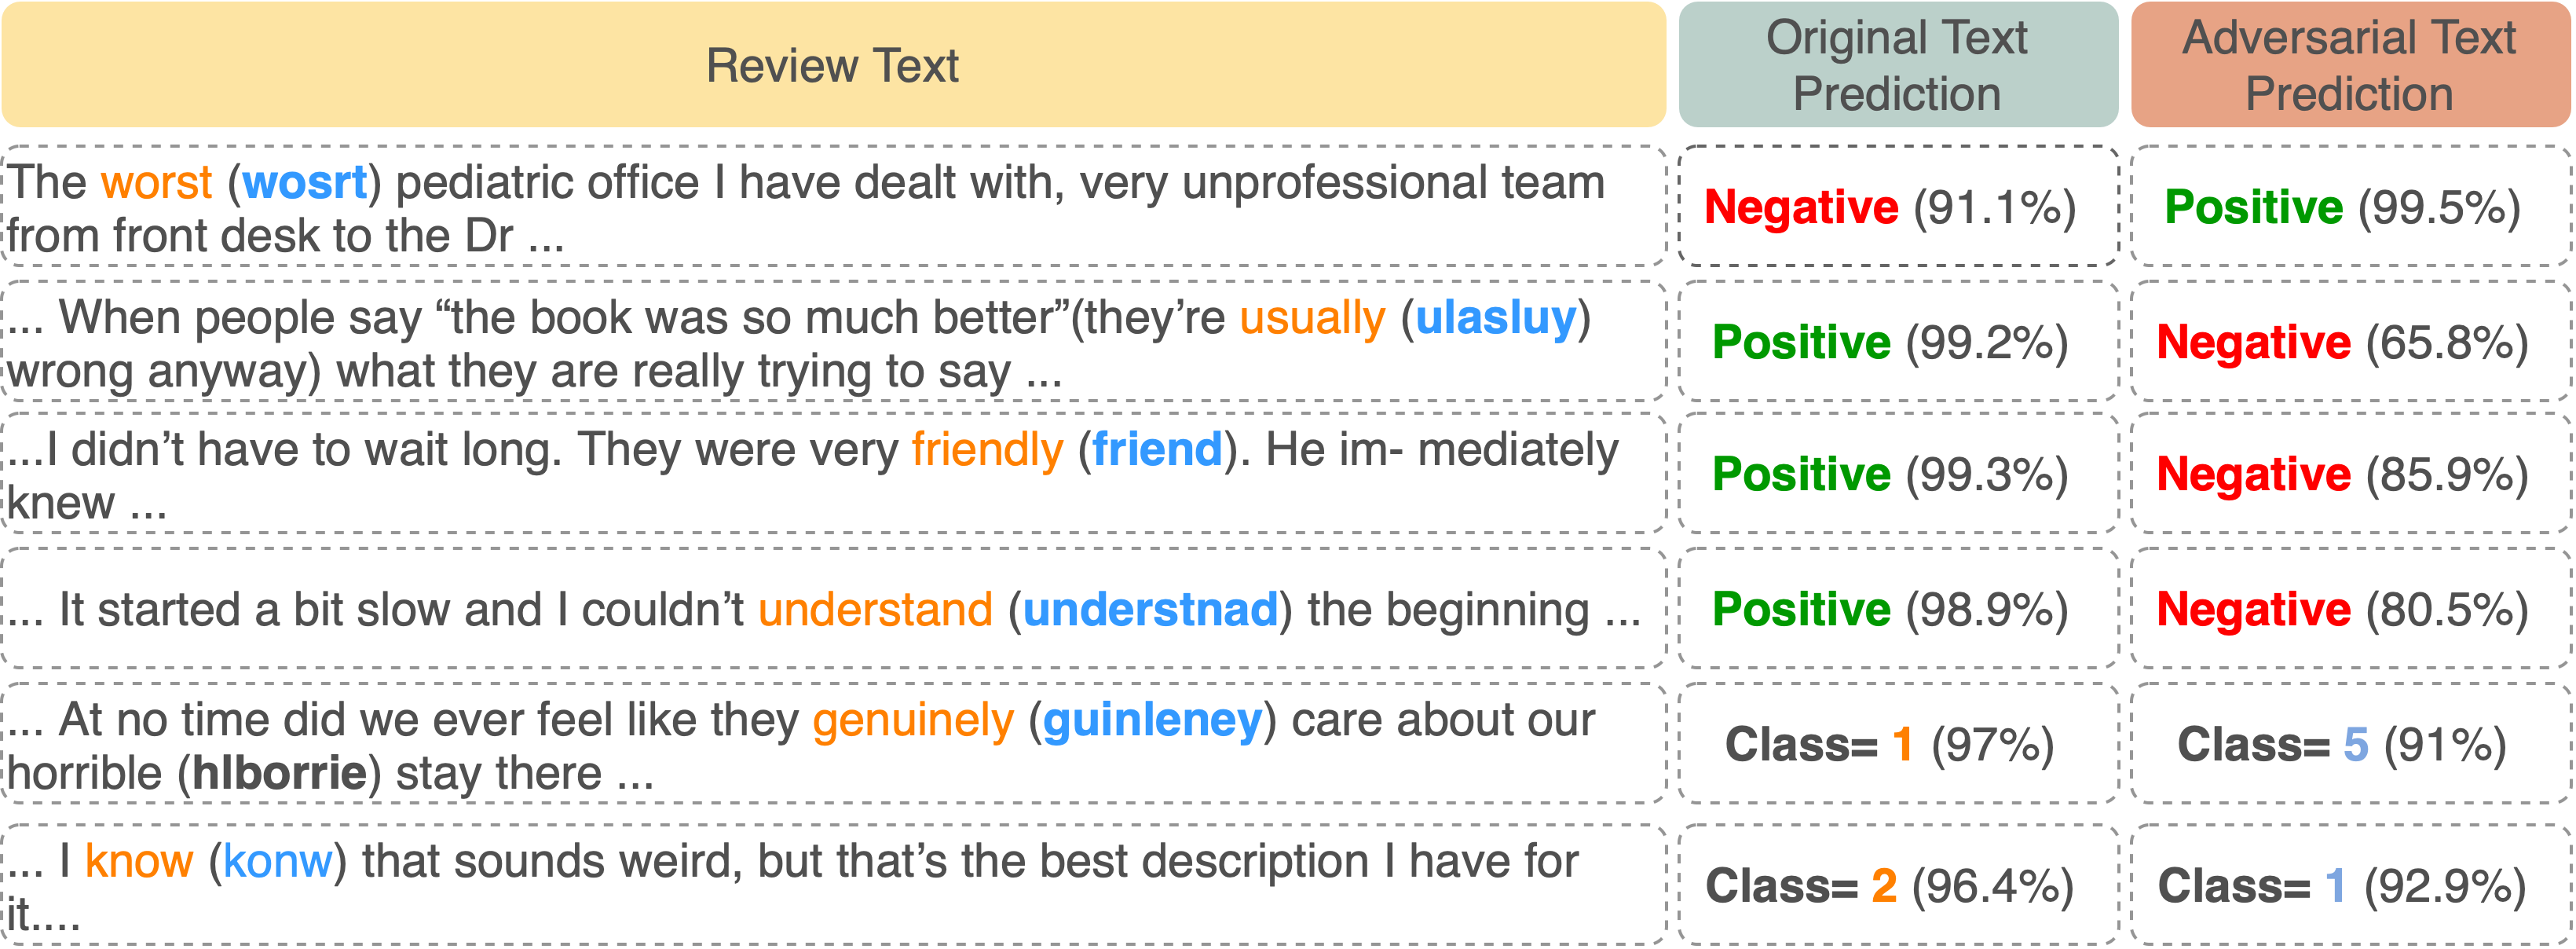 Review Text
Original Text
Prediction
Adversarial Text
Prediction
The worst (wosrt) pediatric office I have dealt with, very unprofessional team
from front desk to the Dr ...
Negative (91.1%)
Positive (99.5%)
... When people say “the book was so much better”(they’re usually (ulasluy)
wrong anyway) what they are really trying to say ...
Positive (99.2%)
Negative (65.8%)
...I didn’t have to wait long. They were very friendly (friend). He im- mediately
knew ...
Positive (99.3%)
Negative (85.9%)
... It started a bit slow and I couldn’t understand (understnad) the beginning ...
Positive (98.9%)
Negative (80.5%)
... At no time did we ever feel like they genuinely (guinleney) care about our
horrible (hlborrie) stay there ...
Class= 1 (97%)
Class= 5 (91%)
... I know (konw) that sounds weird, but that’s the best description I have for
it....
Class= 2 (96.4%)
Class= 1 (92.9%)